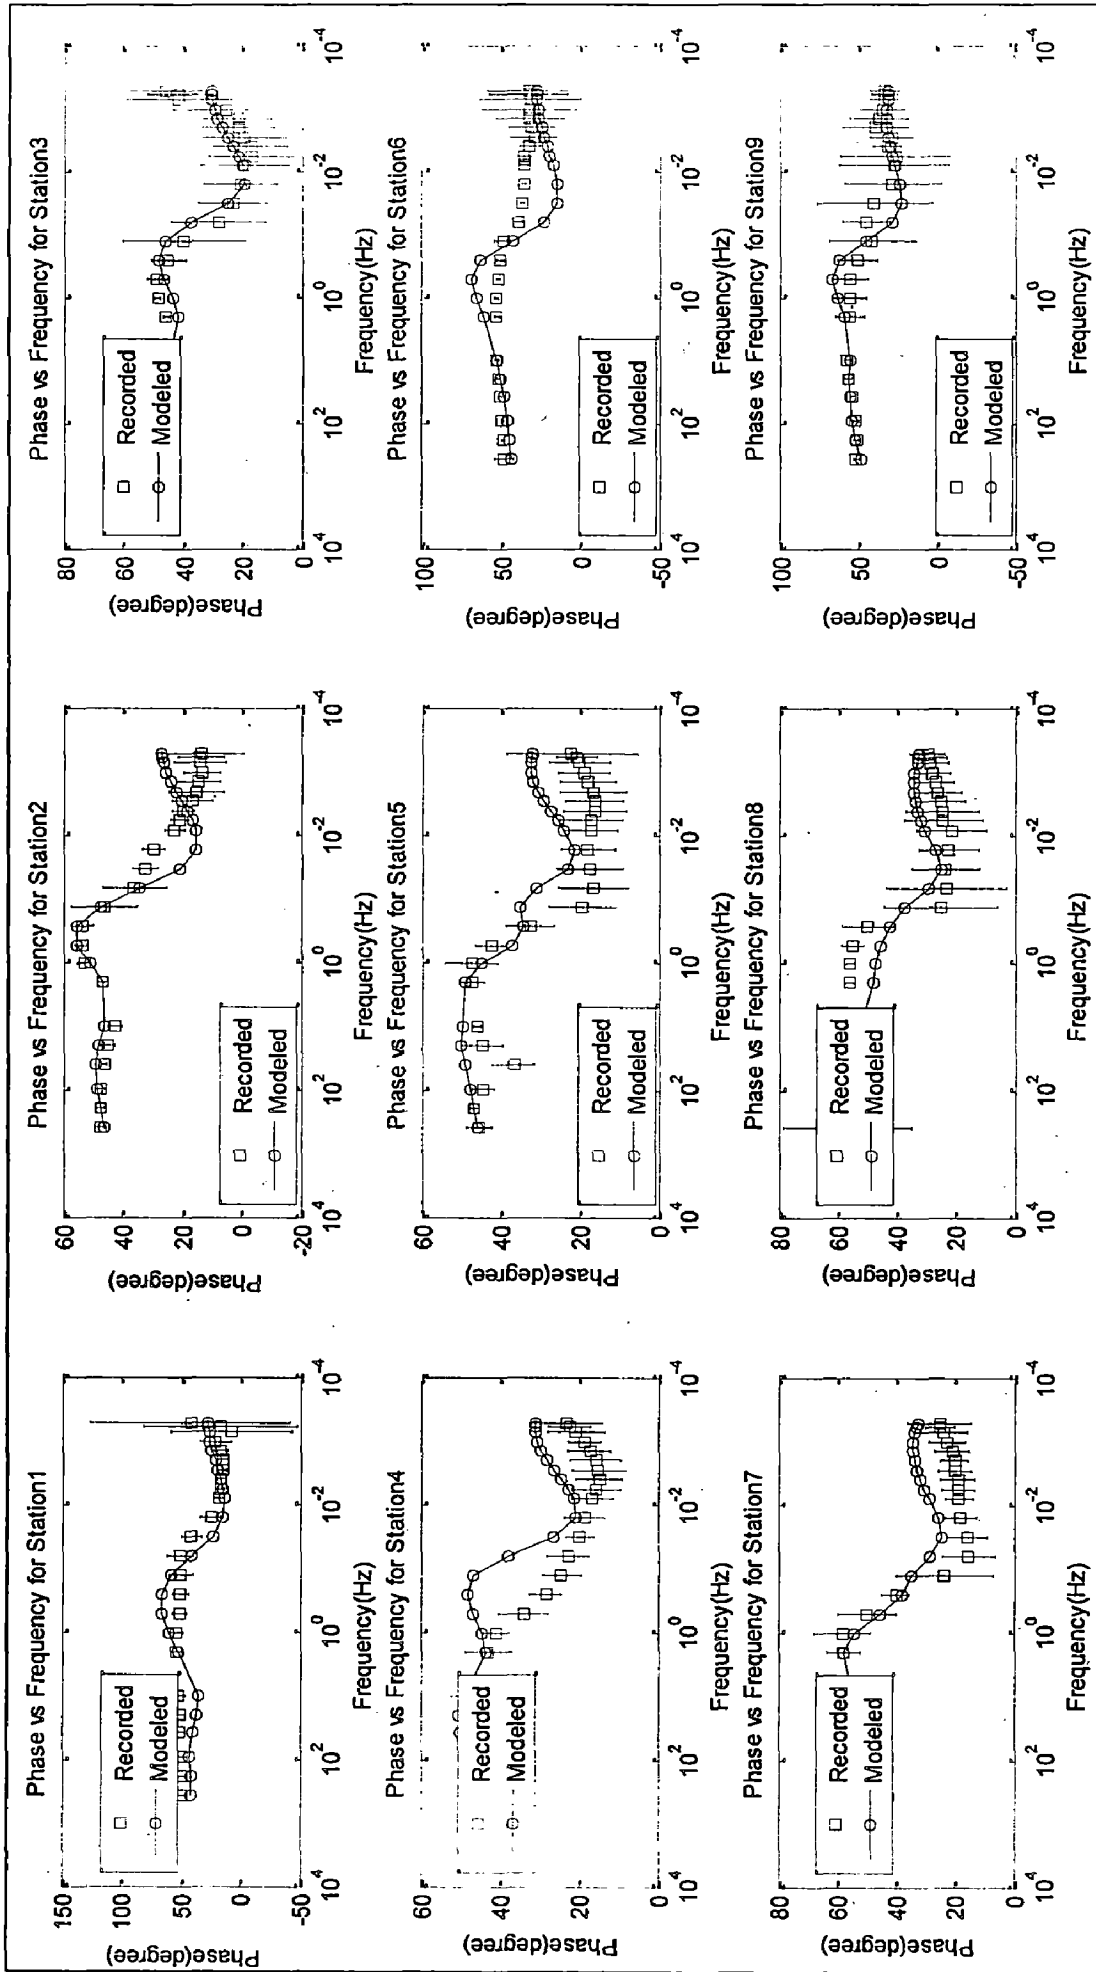 Phase vs Frequency for Station1
150
100
50
0
-50
Phase(degree)
Recorded
Modeled
10^4
10^2
10^0
10^-2
10^-4
Frequency(Hz)
Phase vs Frequency for Station2
60
40
20
0
-20
Phase(degree)
Recorded
Modeled
10^4
10^2
10^0
10^-2
10^-4
Frequency(Hz)
Phase vs Frequency for Station3
80
60
40
20
0
Phase(degree)
Recorded
Modeled
10^4
10^2
10^0
10^-2
10^-4
Frequency(Hz)
Phase vs Frequency for Station4
60
40
20
0
Phase(degree)
Recorded
Modeled
10^4
10^2
10^0
10^-2
10^-4
Frequency(Hz)
Phase vs Frequency for Station5
60
50
40
30
20
10
0
Phase(degree)
Recorded
Modeled
10^4
10^2
10^0
10^-2
10^-4
Frequency(Hz)
Phase vs Frequency for Station6
100
50
0
-50
Phase(degree)
Recorded
Modeled
10^4
10^2
10^0
10^-2
10^-4
Frequency(Hz)
Phase vs Frequency for Station7
80
60
40
20
0
Phase(degree)
Recorded
Modeled
10^4
10^2
10^0
10^-2
10^-4
Frequency(Hz)
Phase vs Frequency for Station8
80
60
40
20
0
Phase(degree)
Recorded
Modeled
10^4
10^2
10^0
10^-2
10^-4
Frequency(Hz)
Phase vs Frequency for Station9
100
50
0
-50
Phase(degree)
Recorded
Modeled
10^4
10^2
10^0
10^-2
10^-4
Frequency(Hz)